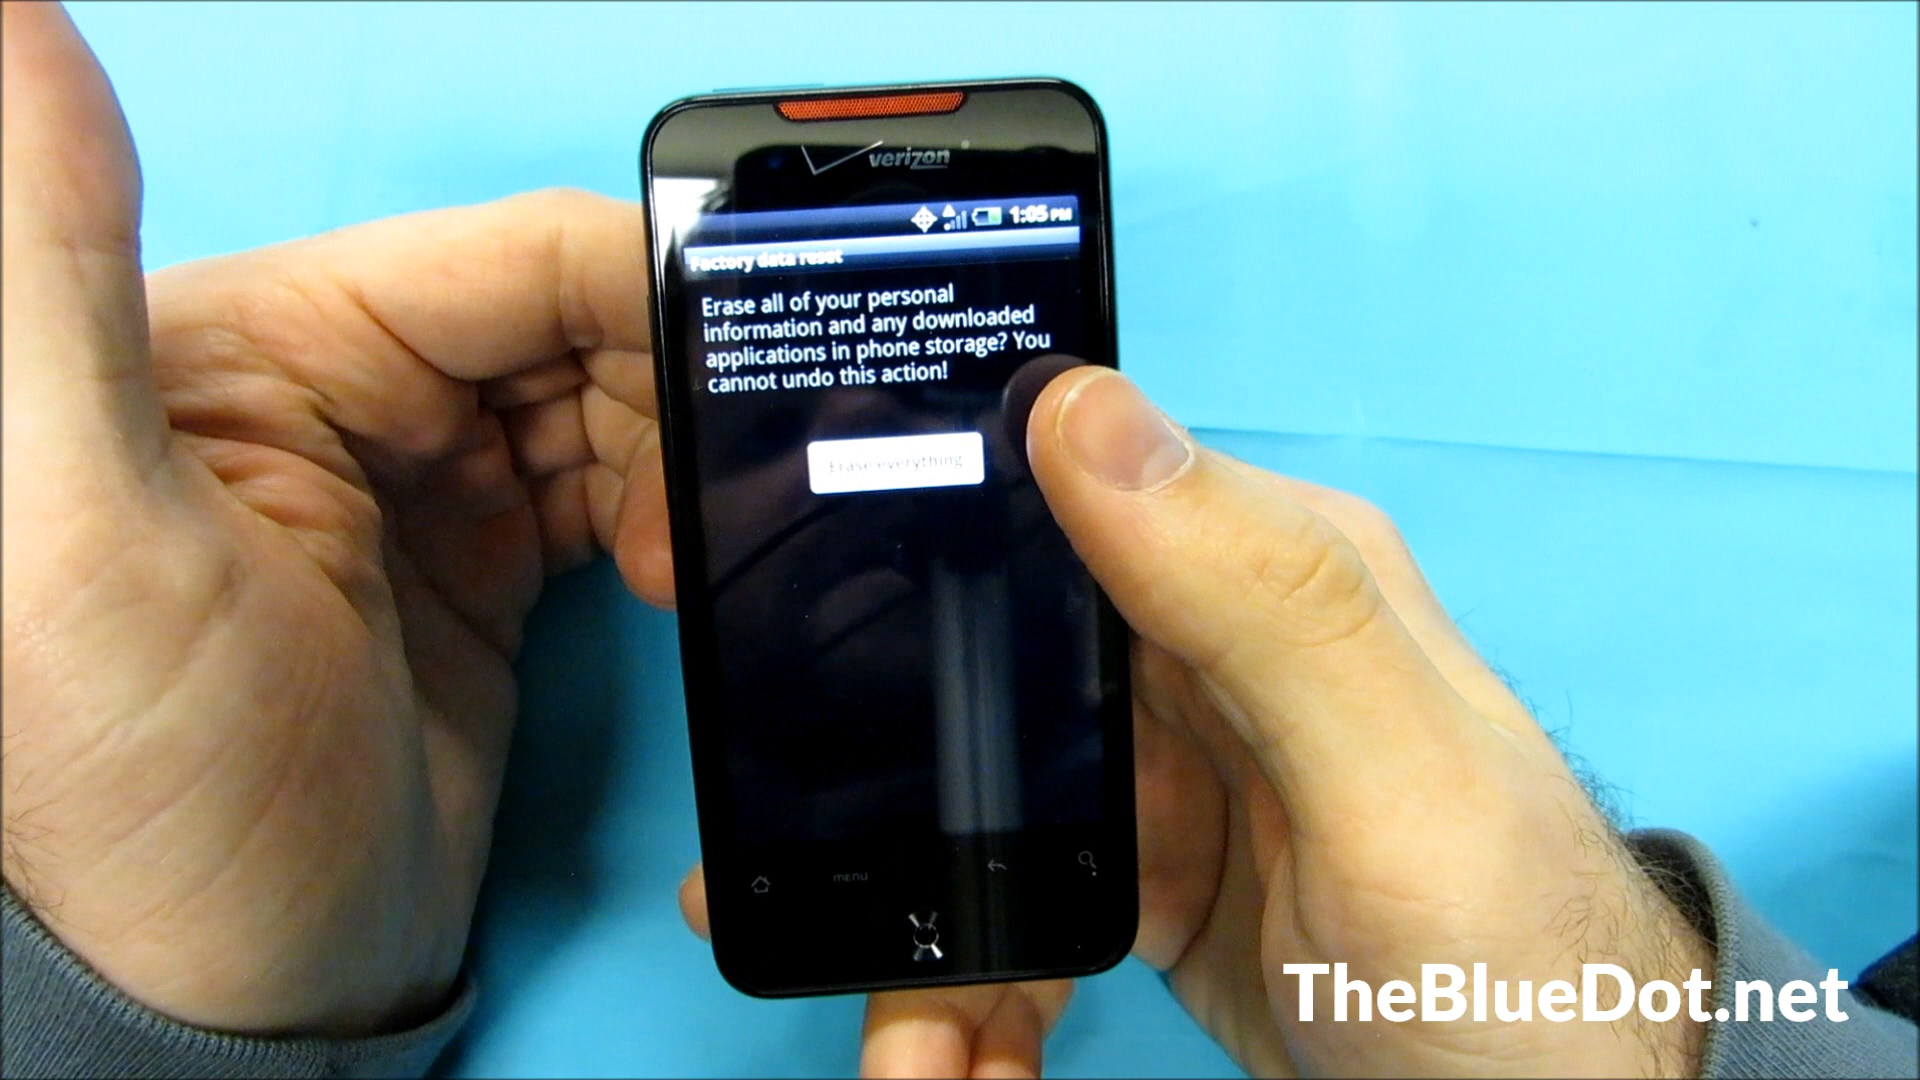 verizon
1:05 PM
Factory data reset
Erase all of your personal
information and any downloaded
applications in phone storage? You
cannot undo this action!
Erase everything
MENU
TheBlueDot.net